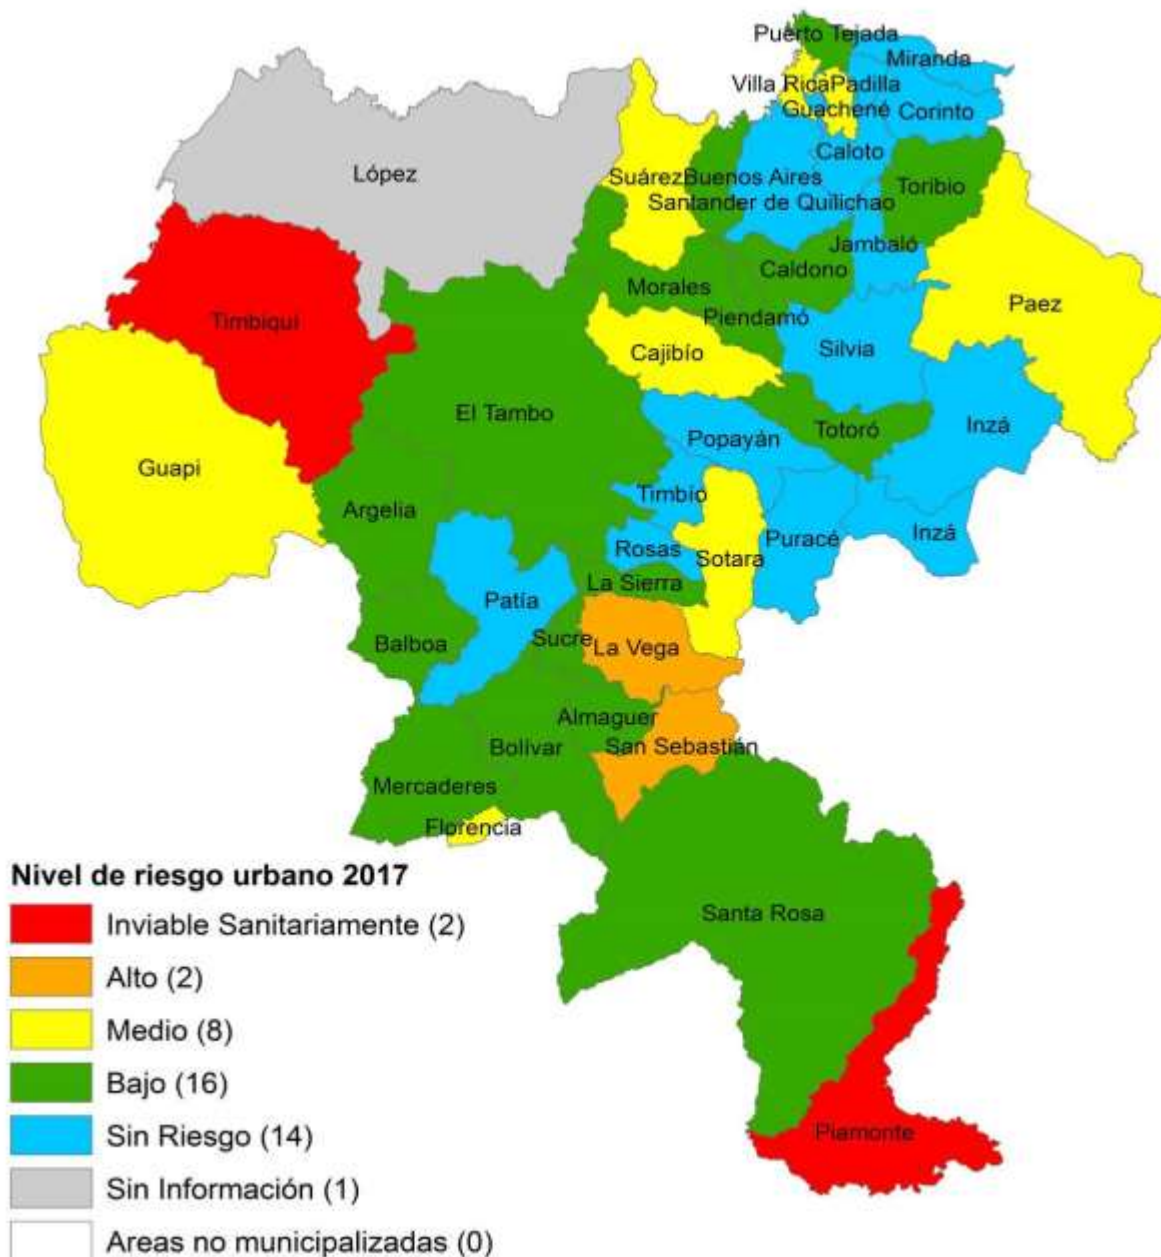 Puerto Tejada
Miranda
Villa Rica
Padilla
Guachené
Corinto
Caloto
López
Suárez
Buenos Aires
Toribio
Santander de Quilichao
Jambaló
Caldono
Morales
Paez
Piendamó
Timbiquí
Silvia
Cajibío
El Tambo
Inzá
Totoró
Popayán
Guapi
Timbío
Argelia
Inzá
Puracé
Rosas
Sotara
La Sierra
Patía
Sucre
Balboa
La Vega
Almaguer
San Sebastián
Bolívar
Mercaderes
Florencia
Santa Rosa
Piamonte
Nivel de riesgo urbano 2017
Inviable Sanitariamente (2)
Alto (2)
Medio (8)
Bajo (16)
Sin Riesgo (14)
Sin Información (1)
Areas no municipalizadas (0)